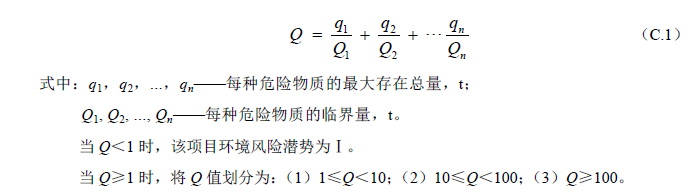 Q = q₁/Q₁ + q₂/Q₂ + ⋯ qₙ/Qₙ （C.1）
式中：q₁，q₂，...，qₙ——每种危险物质的最大存在总量，t；
Q₁, Q₂, ..., Qₙ——每种危险物质的临界量，t。
当 Q＜1 时，该项目环境风险潜势为Ⅰ。
当 Q≥1 时，将 Q 值划分为：（1）1≤Q＜10；（2）10≤Q＜100；（3）Q≥100。